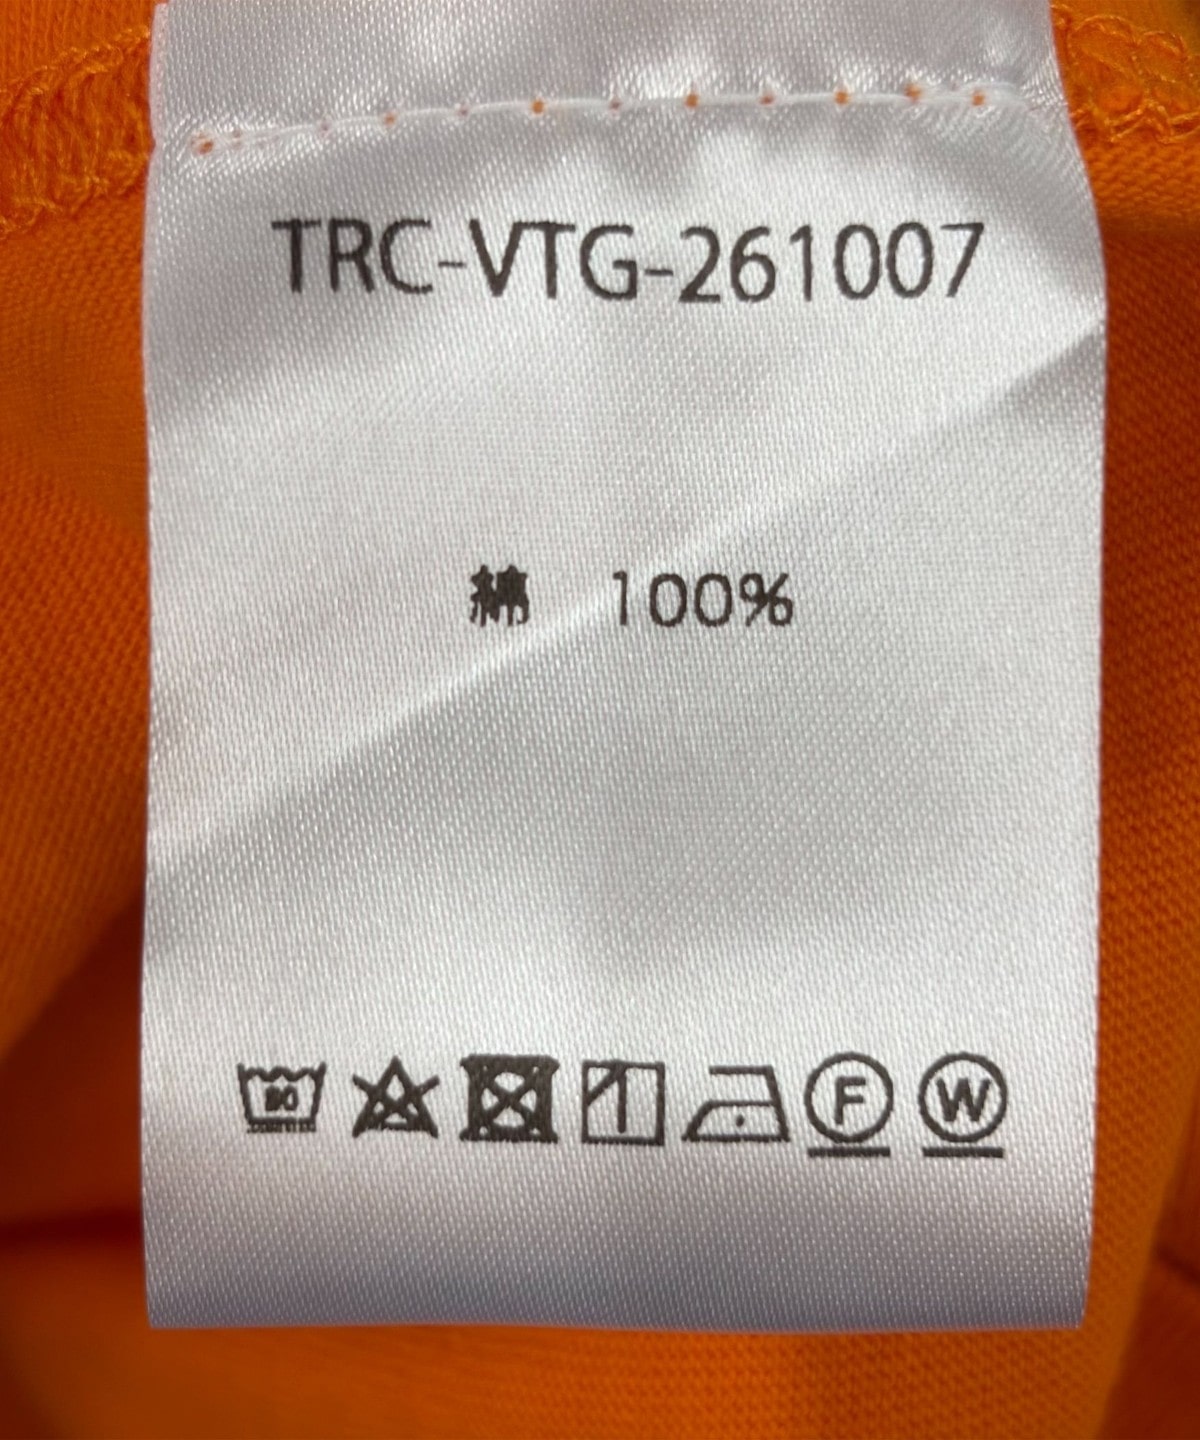 TRC-VTG-261007
綿 100%
F W